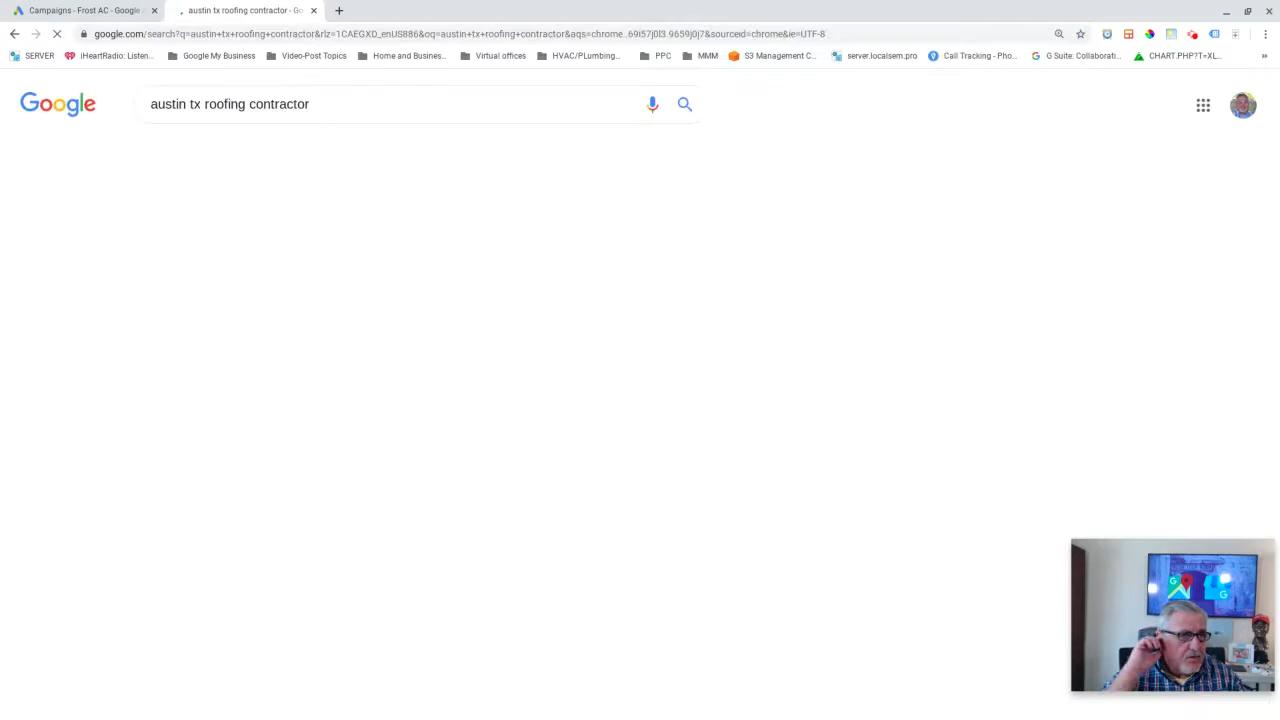 Campaigns - Frost AC - Google
austin tx roofing contractor - Go
google.com/search?q=austin+tx+roofing+contractor&rlz=1CAEGXD_enUS886&oq=austin+tx+roofing+contractor&aqs=chrome..69i57j0l3.9659j0j7&sourceid=chrome&ie=UTF-8
SERVER
iHeartRadio: Listen...
Google My Business
Video-Post Topics
Home and Busines...
Virtual offices
HVAC/PLumbing...
PPC
MMM
S3 Management C...
server.localsem.pro
Call Tracking - Pho...
G Suite: Collaborati...
CHART.PHP?T=XL...
Google
austin tx roofing contractor